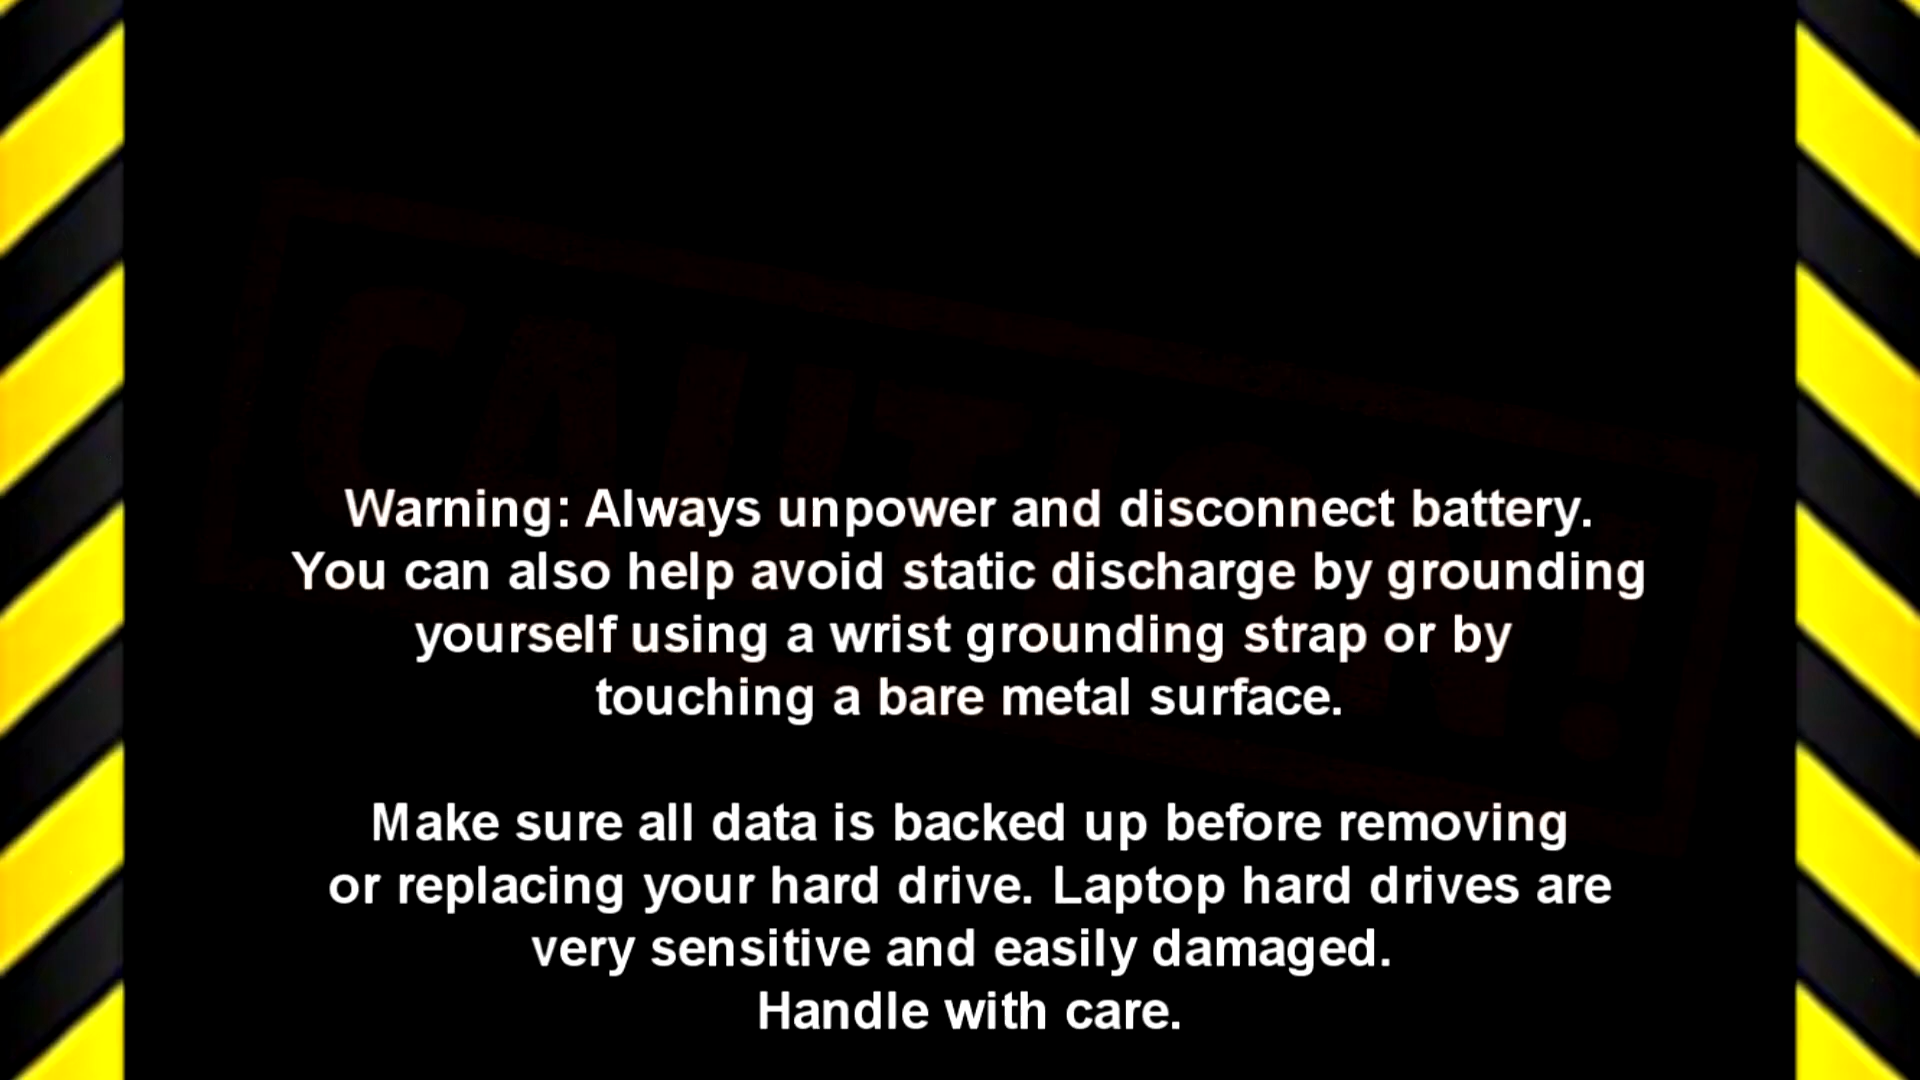 CAUTION!
Warning: Always unpower and disconnect battery.
You can also help avoid static discharge by grounding
yourself using a wrist grounding strap or by
touching a bare metal surface.
Make sure all data is backed up before removing
or replacing your hard drive. Laptop hard drives are
very sensitive and easily damaged.
Handle with care.